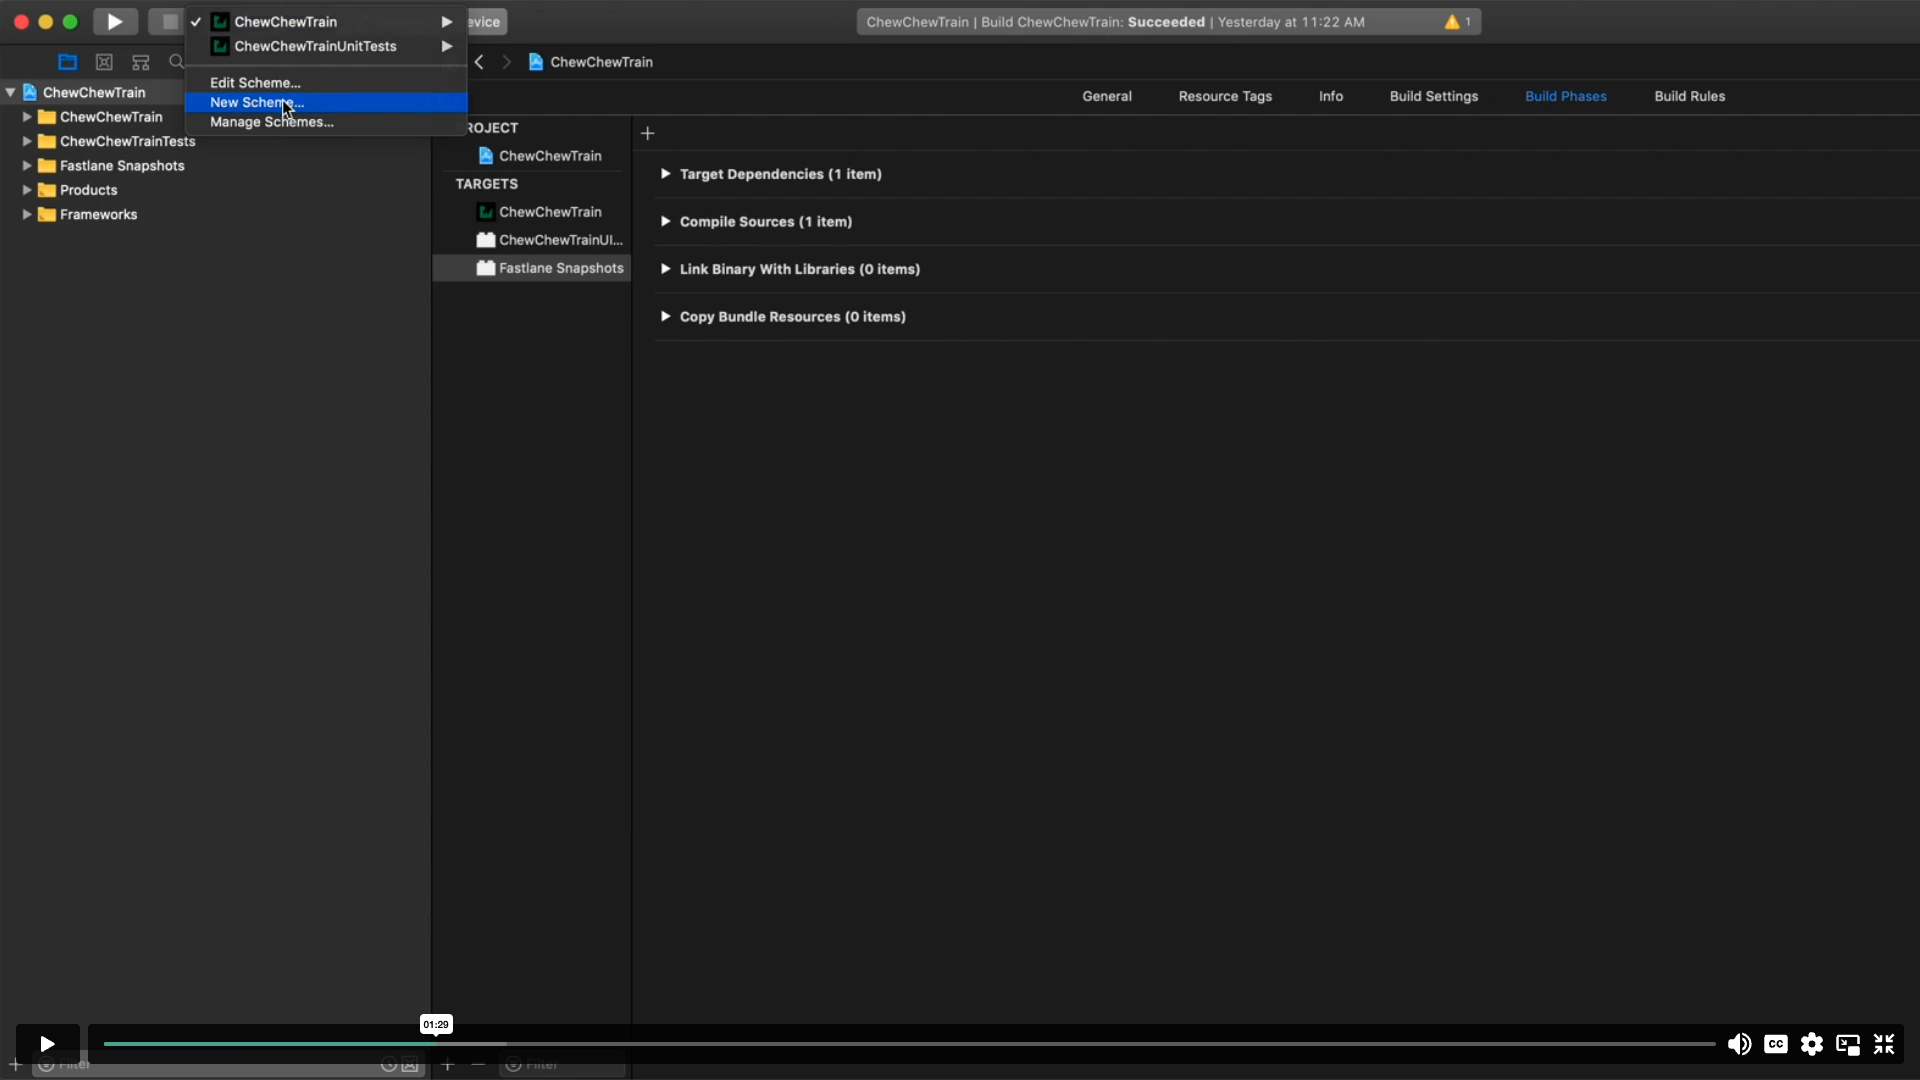 ChewChewTrain
evice
ChewChewTrain | Build ChewChewTrain: Succeeded | Yesterday at 11:22 AM
1
ChewChewTrainUnitTests
ChewChewTrain
Edit Scheme...
New Scheme...
Manage Schemes...
ChewChewTrain
ChewChewTrain
ChewChewTrainTests
Fastlane Snapshots
Products
Frameworks
General
Resource Tags
Info
Build Settings
Build Phases
Build Rules
ROJECT
ChewChewTrain
TARGETS
ChewChewTrain
ChewChewTrainUI...
Fastlane Snapshots
Target Dependencies (1 item)
Compile Sources (1 item)
Link Binary With Libraries (0 items)
Copy Bundle Resources (0 items)
01:29
CC
Filter
Filter